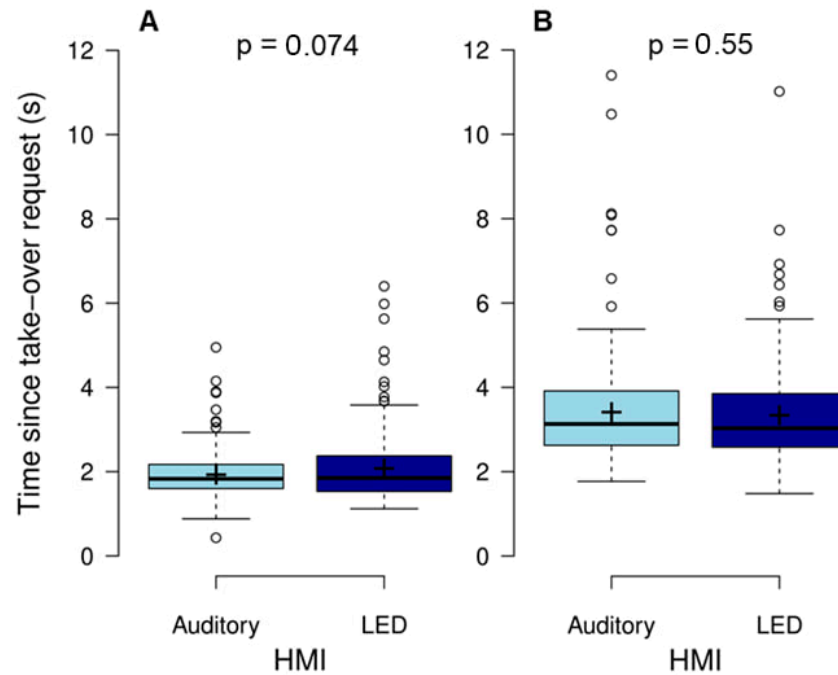 A
p = 0.074
B
p = 0.55
Time since take−over request (s)
12
10
8
6
4
2
0
12
10
8
6
4
2
0
Auditory
LED
Auditory
LED
HMI
HMI